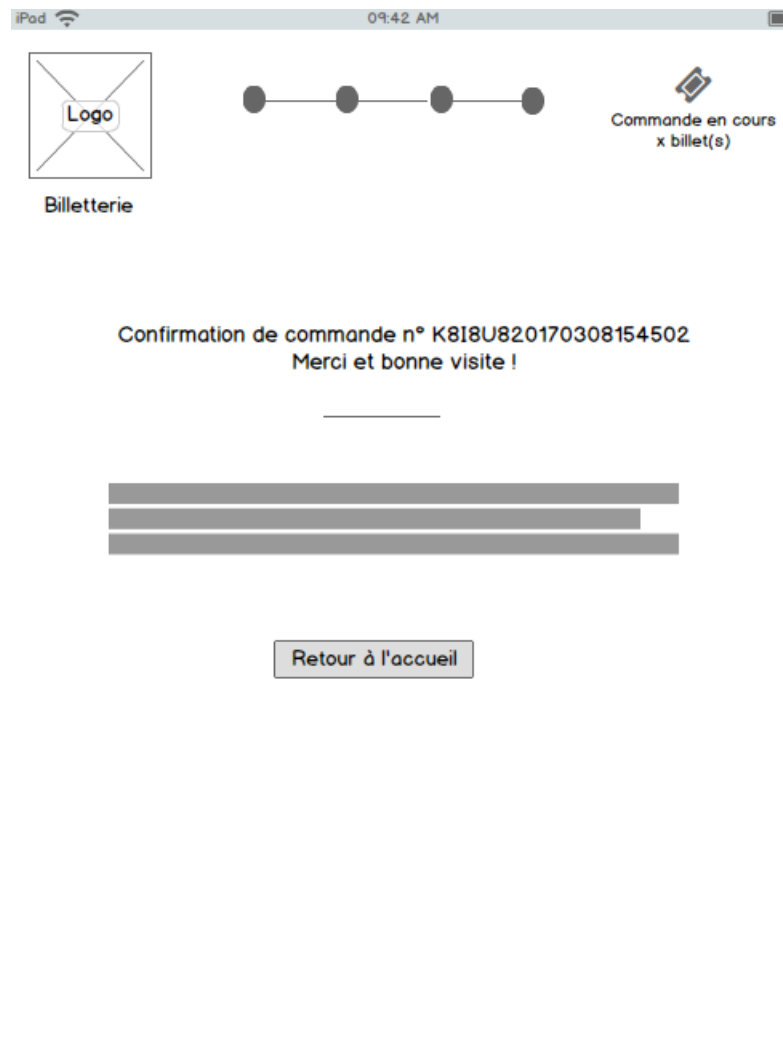 iPad
09:42 AM
Logo
Billetterie
Commande en cours
x billet(s)
Confirmation de commande n° K8I8U820170308154502
Merci et bonne visite !
Retour à l'accueil